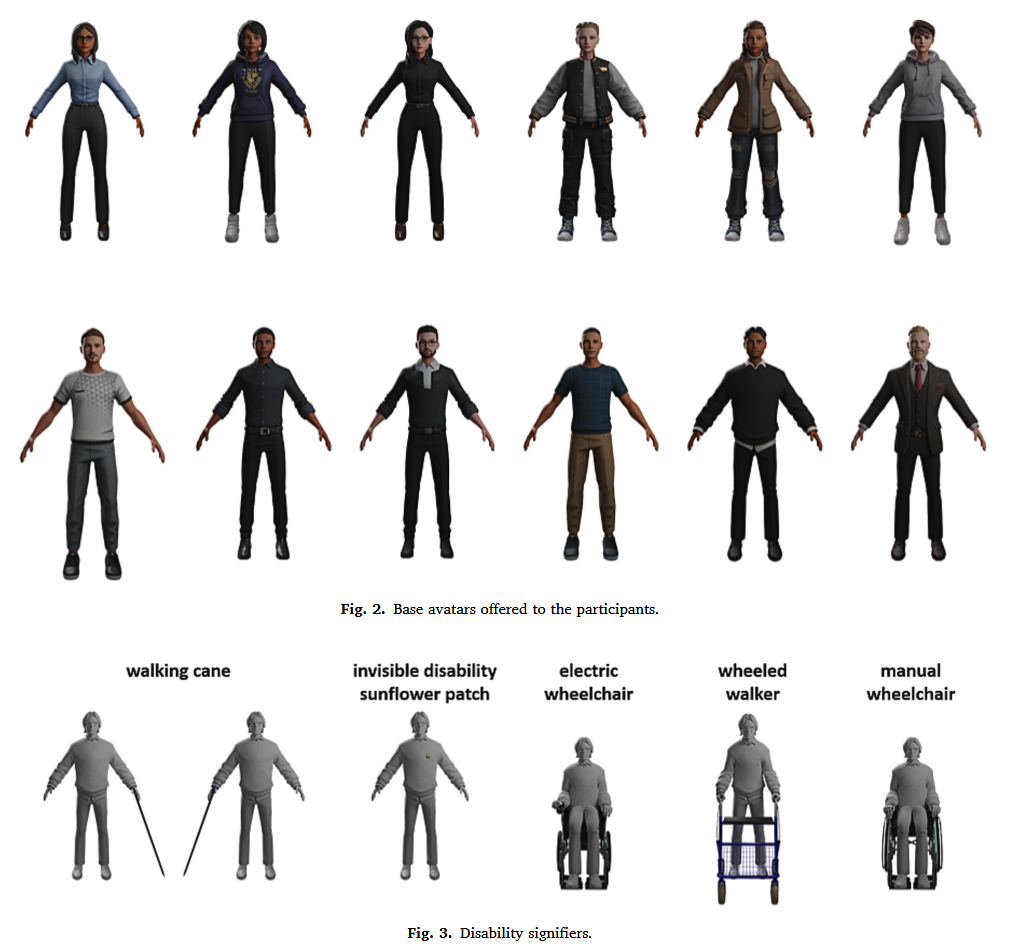 Fig. 2. Base avatars offered to the participants.
walking cane
invisible disability
sunflower patch
electric
wheelchair
wheeled
walker
manual
wheelchair
Fig. 3. Disability signifiers.